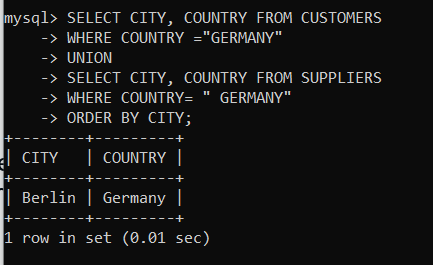 mysql> SELECT CITY, COUNTRY FROM CUSTOMERS
    -> WHERE COUNTRY ="GERMANY"
    -> UNION
    -> SELECT CITY, COUNTRY FROM SUPPLIERS
    -> WHERE COUNTRY= " GERMANY"
    -> ORDER BY CITY;
+--------+---------+
| CITY   | COUNTRY |
+--------+---------+
| Berlin | Germany |
+--------+---------+
1 row in set (0.01 sec)